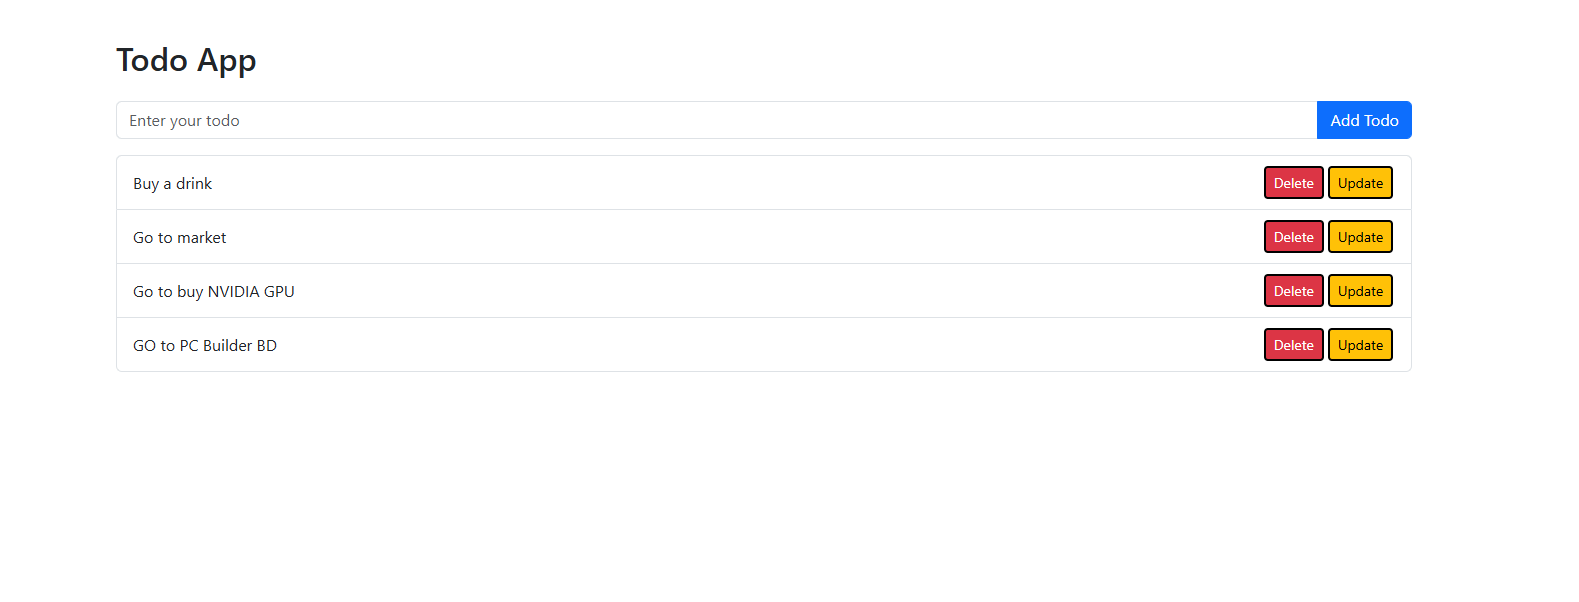 Todo App
Enter your todo Add Todo
Buy a drink Delete Update
Go to market Delete Update
Go to buy NVIDIA GPU Delete Update
GO to PC Builder BD Delete Update